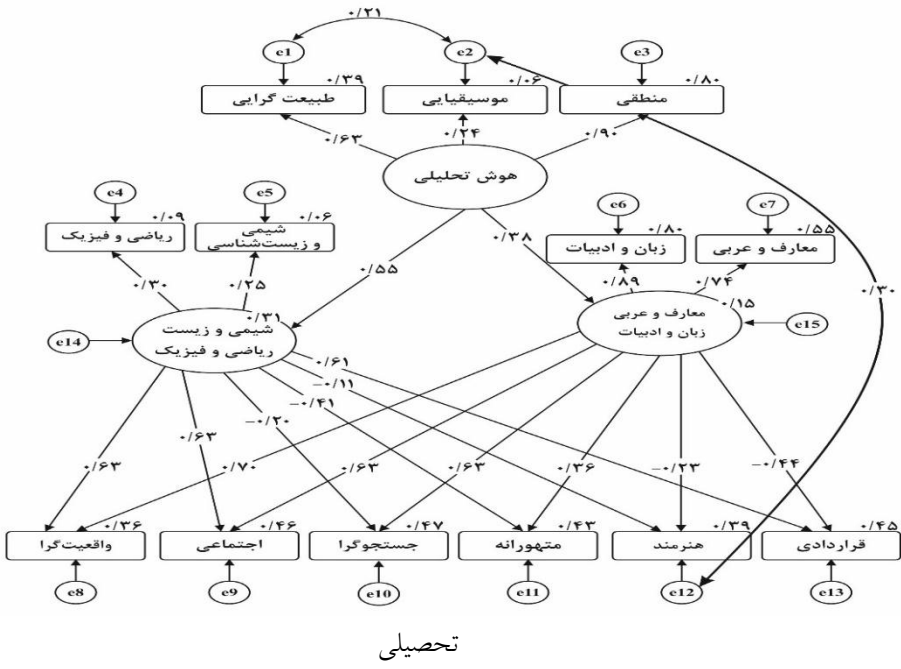 ۰/۲۱
e1 e2 e3
۰/۳۹ ۰/۰۶ ۰/۸۰
طبیعت گرایی موسیقیایی منطقی
۰/۶۳ ۰/۲۴ ۰/۹۰
هوش تحلیلی
e4 e5 e6 e7
۰/۰۹ ۰/۰۶ ۰/۸۰ ۰/۵۵
ریاضی و فیزیک
شیمی
و زیست‌شناسی
زبان و ادبیات
معارف و عربی
۰/۳۸
۰/۵۵
۰/۳۰ ۰/۲۵ ۰/۸۹ ۰/۷۴
۰/۳۰
۰/۳۱ ۰/۱۵
e14
شیمی و زیست
ریاضی و فیزیک
معارف و عربی
زبان و ادبیات
e15
۰/۶۱
−۰/۱۱
−۰/۴۱
−۰/۲۰
۰/۶۳
۰/۶۳
۰/۷۰ ۰/۶۳ ۰/۶۳ ۰/۳۶ −۰/۲۳ −۰/۴۴
۰/۳۶ ۰/۴۶ ۰/۴۷ ۰/۴۳ ۰/۳۹ ۰/۴۵
واقعیت‌گرا اجتماعی جستجوگرا متهورانه هنرمند قراردادی
e8 e9 e10 e11 e12 e13
تحصیلی